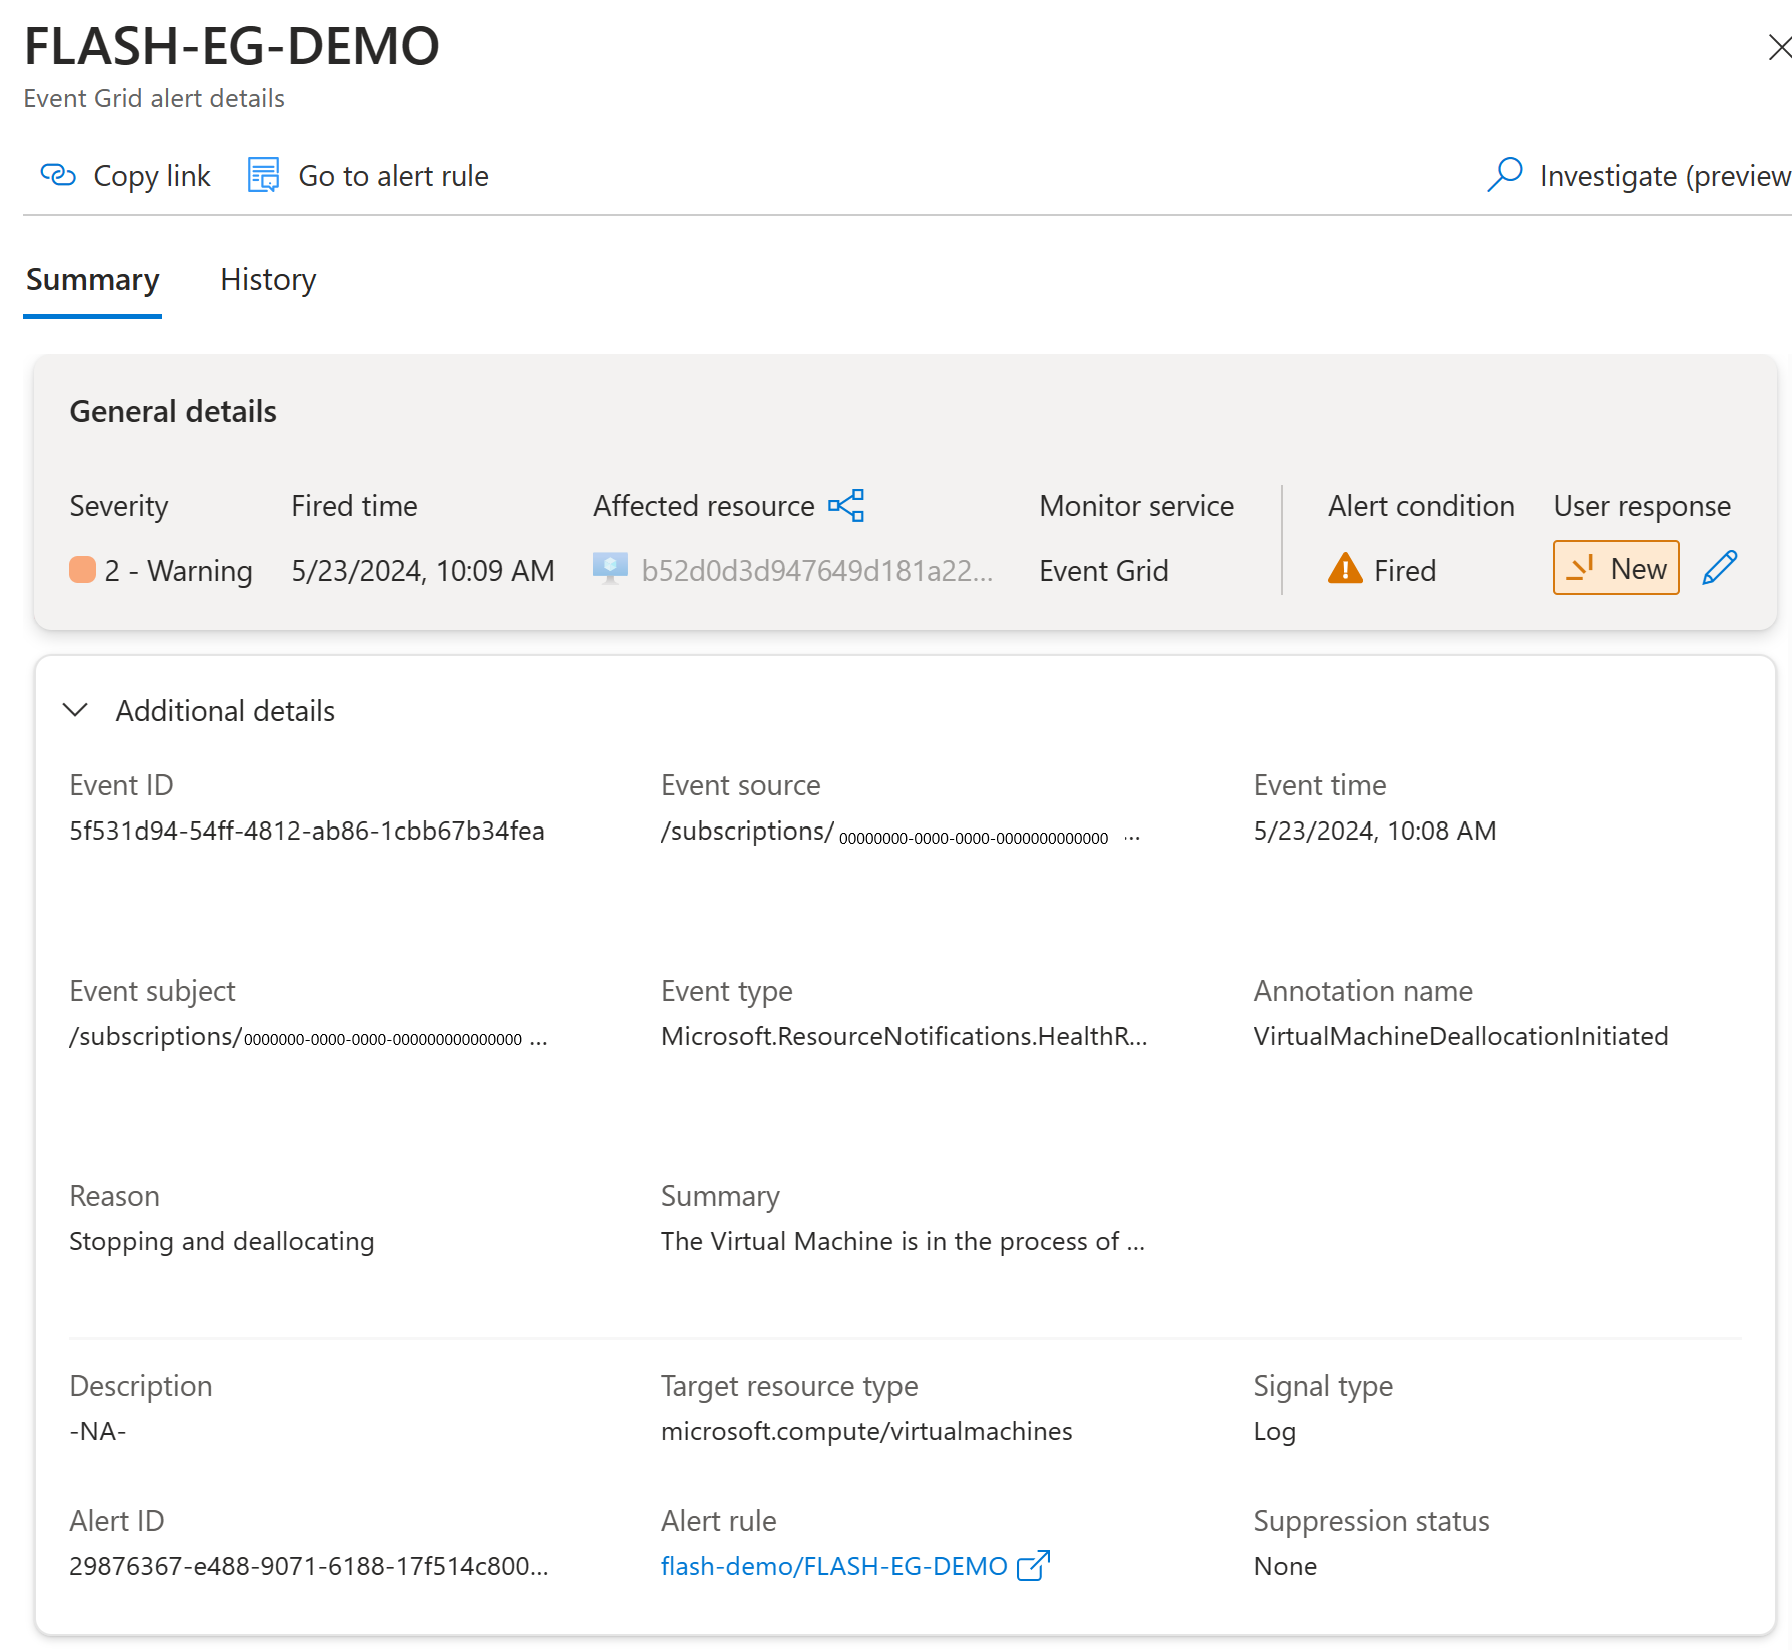 FLASH-EG-DEMO
Event Grid alert details
Copy link Go to alert rule Investigate (preview
Summary History
General details
Severity Fired time Affected resource Monitor service Alert condition User response
2 - Warning 5/23/2024, 10:09 AM b52d0d3d947649d181a22... Event Grid Fired New
Additional details
Event ID Event source Event time
5f531d94-54ff-4812-ab86-1cbb67b34fea /subscriptions/ 00000000-0000-0000-0000000000000 ... 5/23/2024, 10:08 AM
Event subject Event type Annotation name
/subscriptions/0000000-0000-0000-000000000000000 ... Microsoft.ResourceNotifications.HealthR... VirtualMachineDeallocationInitiated
Reason Summary
Stopping and deallocating The Virtual Machine is in the process of ...
Description Target resource type Signal type
-NA- microsoft.compute/virtualmachines Log
Alert ID Alert rule Suppression status
29876367-e488-9071-6188-17f514c800... flash-demo/FLASH-EG-DEMO None